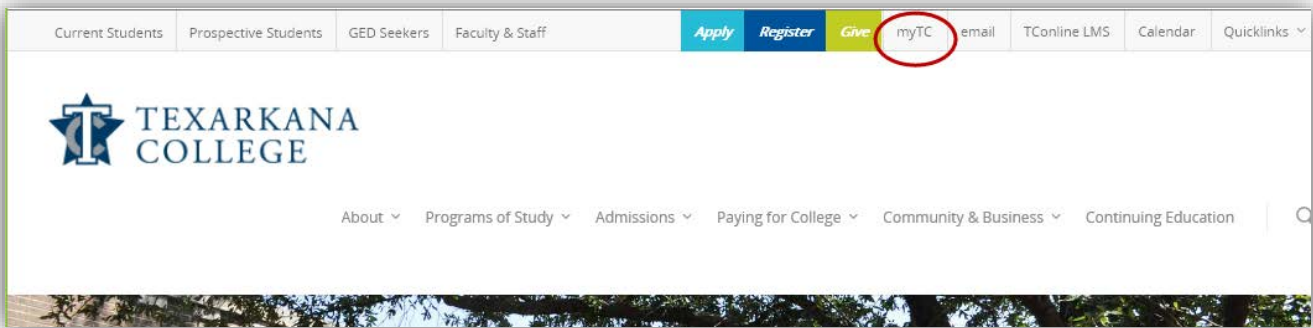 Current Students Prospective Students GED Seekers Faculty & Staff Apply Register Give myTC email TConline LMS Calendar Quicklinks
TEXARKANA
COLLEGE
About Programs of Study Admissions Paying for College Community & Business Continuing Education